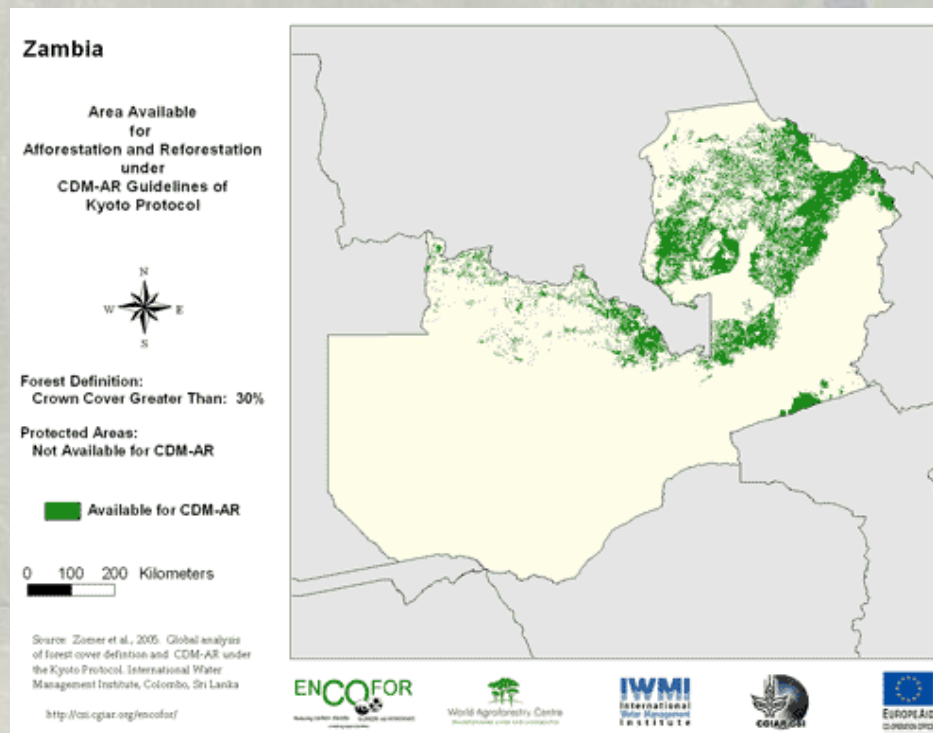 Zambia
Area Available
for
Afforestation and Reforestation
under
CDM-AR Guidelines of
Kyoto Protocol
N
W E
S
Forest Definition:
Crown Cover Greater Than: 30%
Protected Areas:
Not Available for CDM-AR
Available for CDM-AR
0 100 200 Kilometers
Source: Zomer et al., 2005. Global analysis
of forest cover defintion and CDM-AR under
the Kyoto Protocol. International Water
Management Institute, Colombo, Sri Lanka
http://csi.cgiar.org/encofor/
ENCOFOR
World Agroforestry Centre
IWMI
International
Water Management
Institute
CGIAR-CSI
EUROPEAID